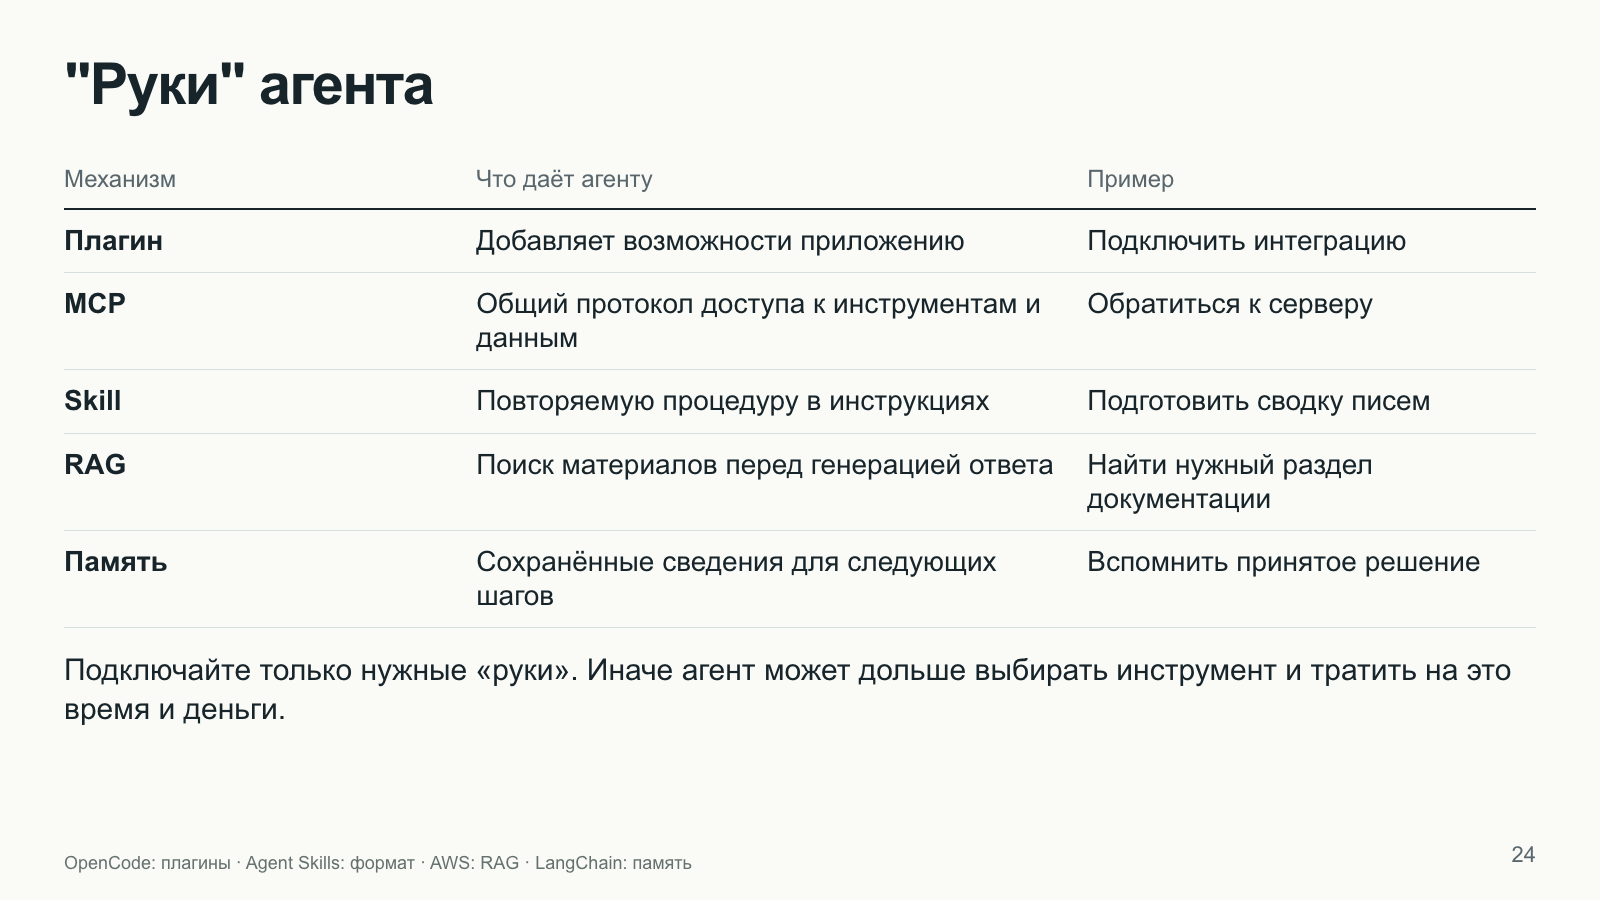 "Руки" агента
Механизм Что даёт агенту Пример
Плагин Добавляет возможности приложению Подключить интеграцию
MCP Общий протокол доступа к инструментам и Обратиться к серверу
данным
Skill Повторяемую процедуру в инструкциях Подготовить сводку писем
RAG Поиск материалов перед генерацией ответа Найти нужный раздел
документации
Память Сохранённые сведения для следующих Вспомнить принятое решение
шагов
Подключайте только нужные «руки». Иначе агент может дольше выбирать инструмент и тратить на это
время и деньги.
OpenCode: плагины · Agent Skills: формат · AWS: RAG · LangChain: память
24